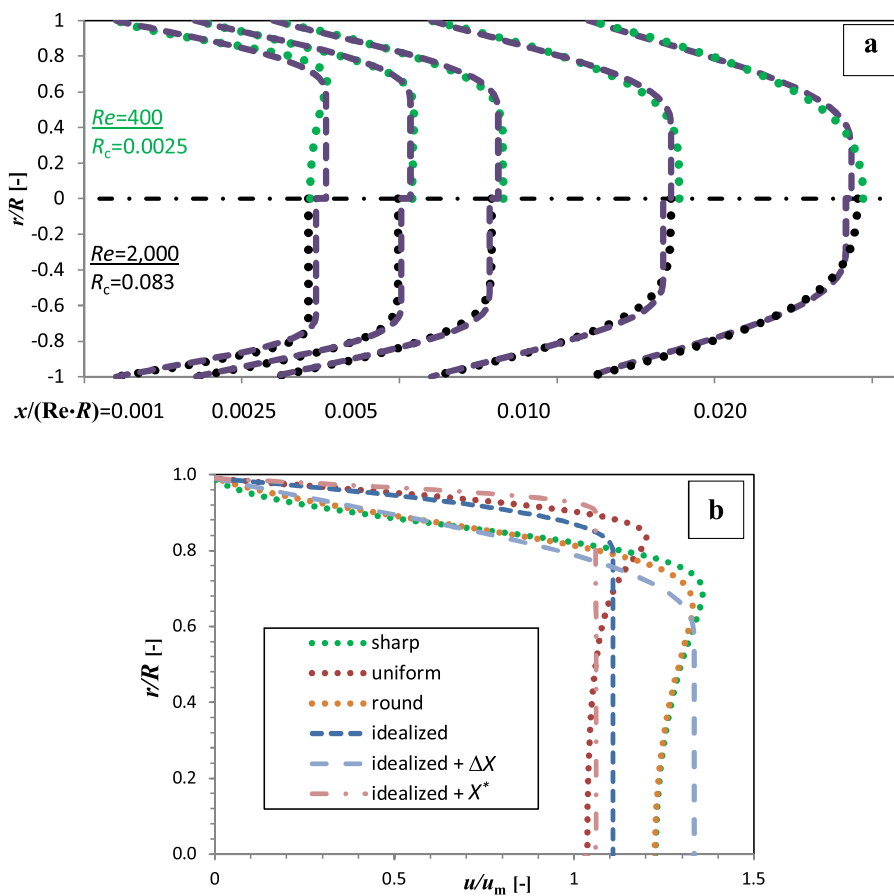 1
0.8
0.6
0.4
0.2
0
-0.2
-0.4
-0.6
-0.8
-1
r/R [-]
a
Re=400
Rc=0.0025
Re=2,000
Rc=0.083
x/(Re·R)=0.001 0.0025 0.005 0.010 0.020
1.0
0.8
0.6
0.4
0.2
0.0
r/R [-]
b
sharp
uniform
round
idealized
idealized + ΔX
idealized + X*
0 0.5 1 1.5
u/um [-]